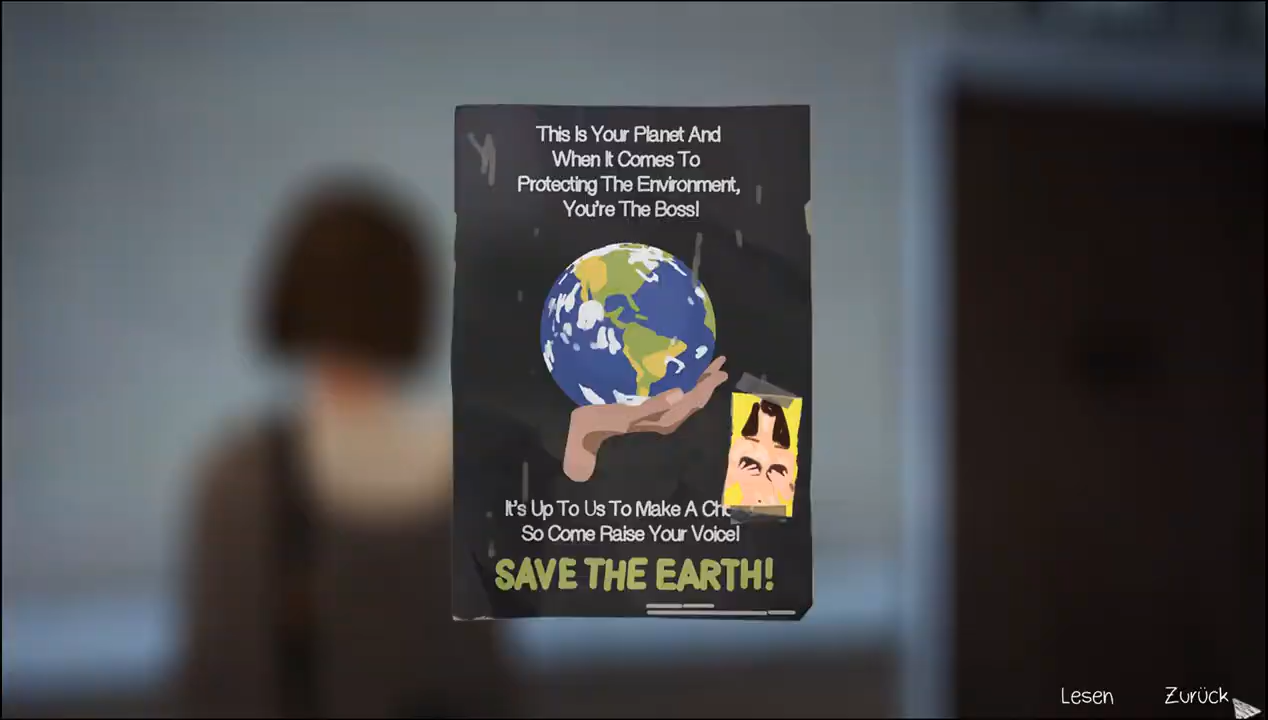 This Is Your Planet And
When It Comes To
Protecting The Environment,
You're The Boss!
It's Up To Us To Make A
So Come Raise Your Voice!
SAVE THE EARTH!
Lesen Zurück